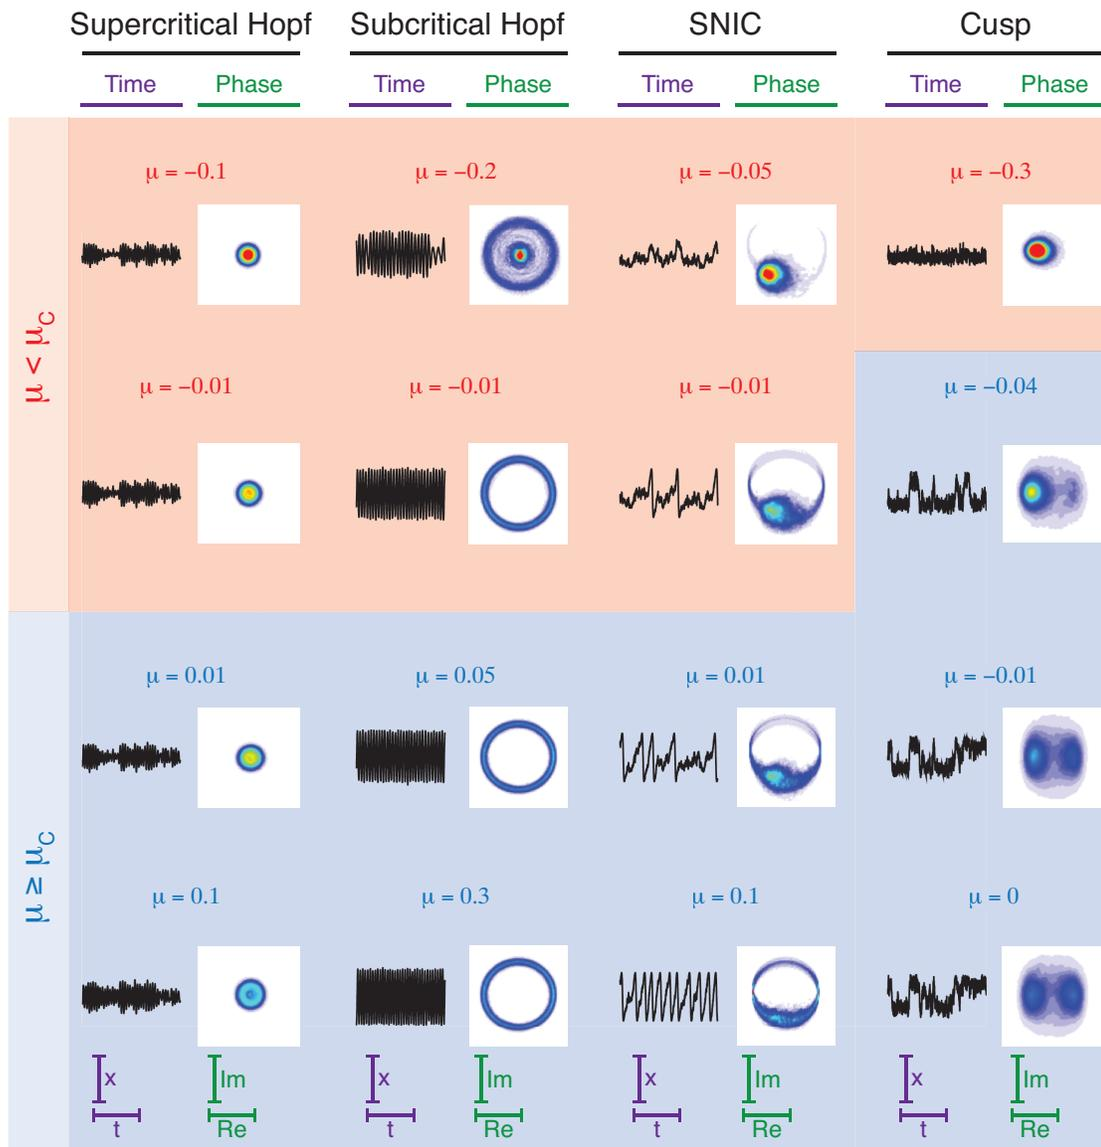 Supercritical Hopf Subcritical Hopf SNIC Cusp
Time Phase Time Phase Time Phase Time Phase
μ < μC
μ = −0.1 μ = −0.2 μ = −0.05 μ = −0.3
μ = −0.01 μ = −0.01 μ = −0.01 μ = −0.04
μ ≥ μC
μ = 0.01 μ = 0.05 μ = 0.01 μ = −0.01
μ = 0.1 μ = 0.3 μ = 0.1 μ = 0
x Im x Im x Im x Im
t Re t Re t Re t Re